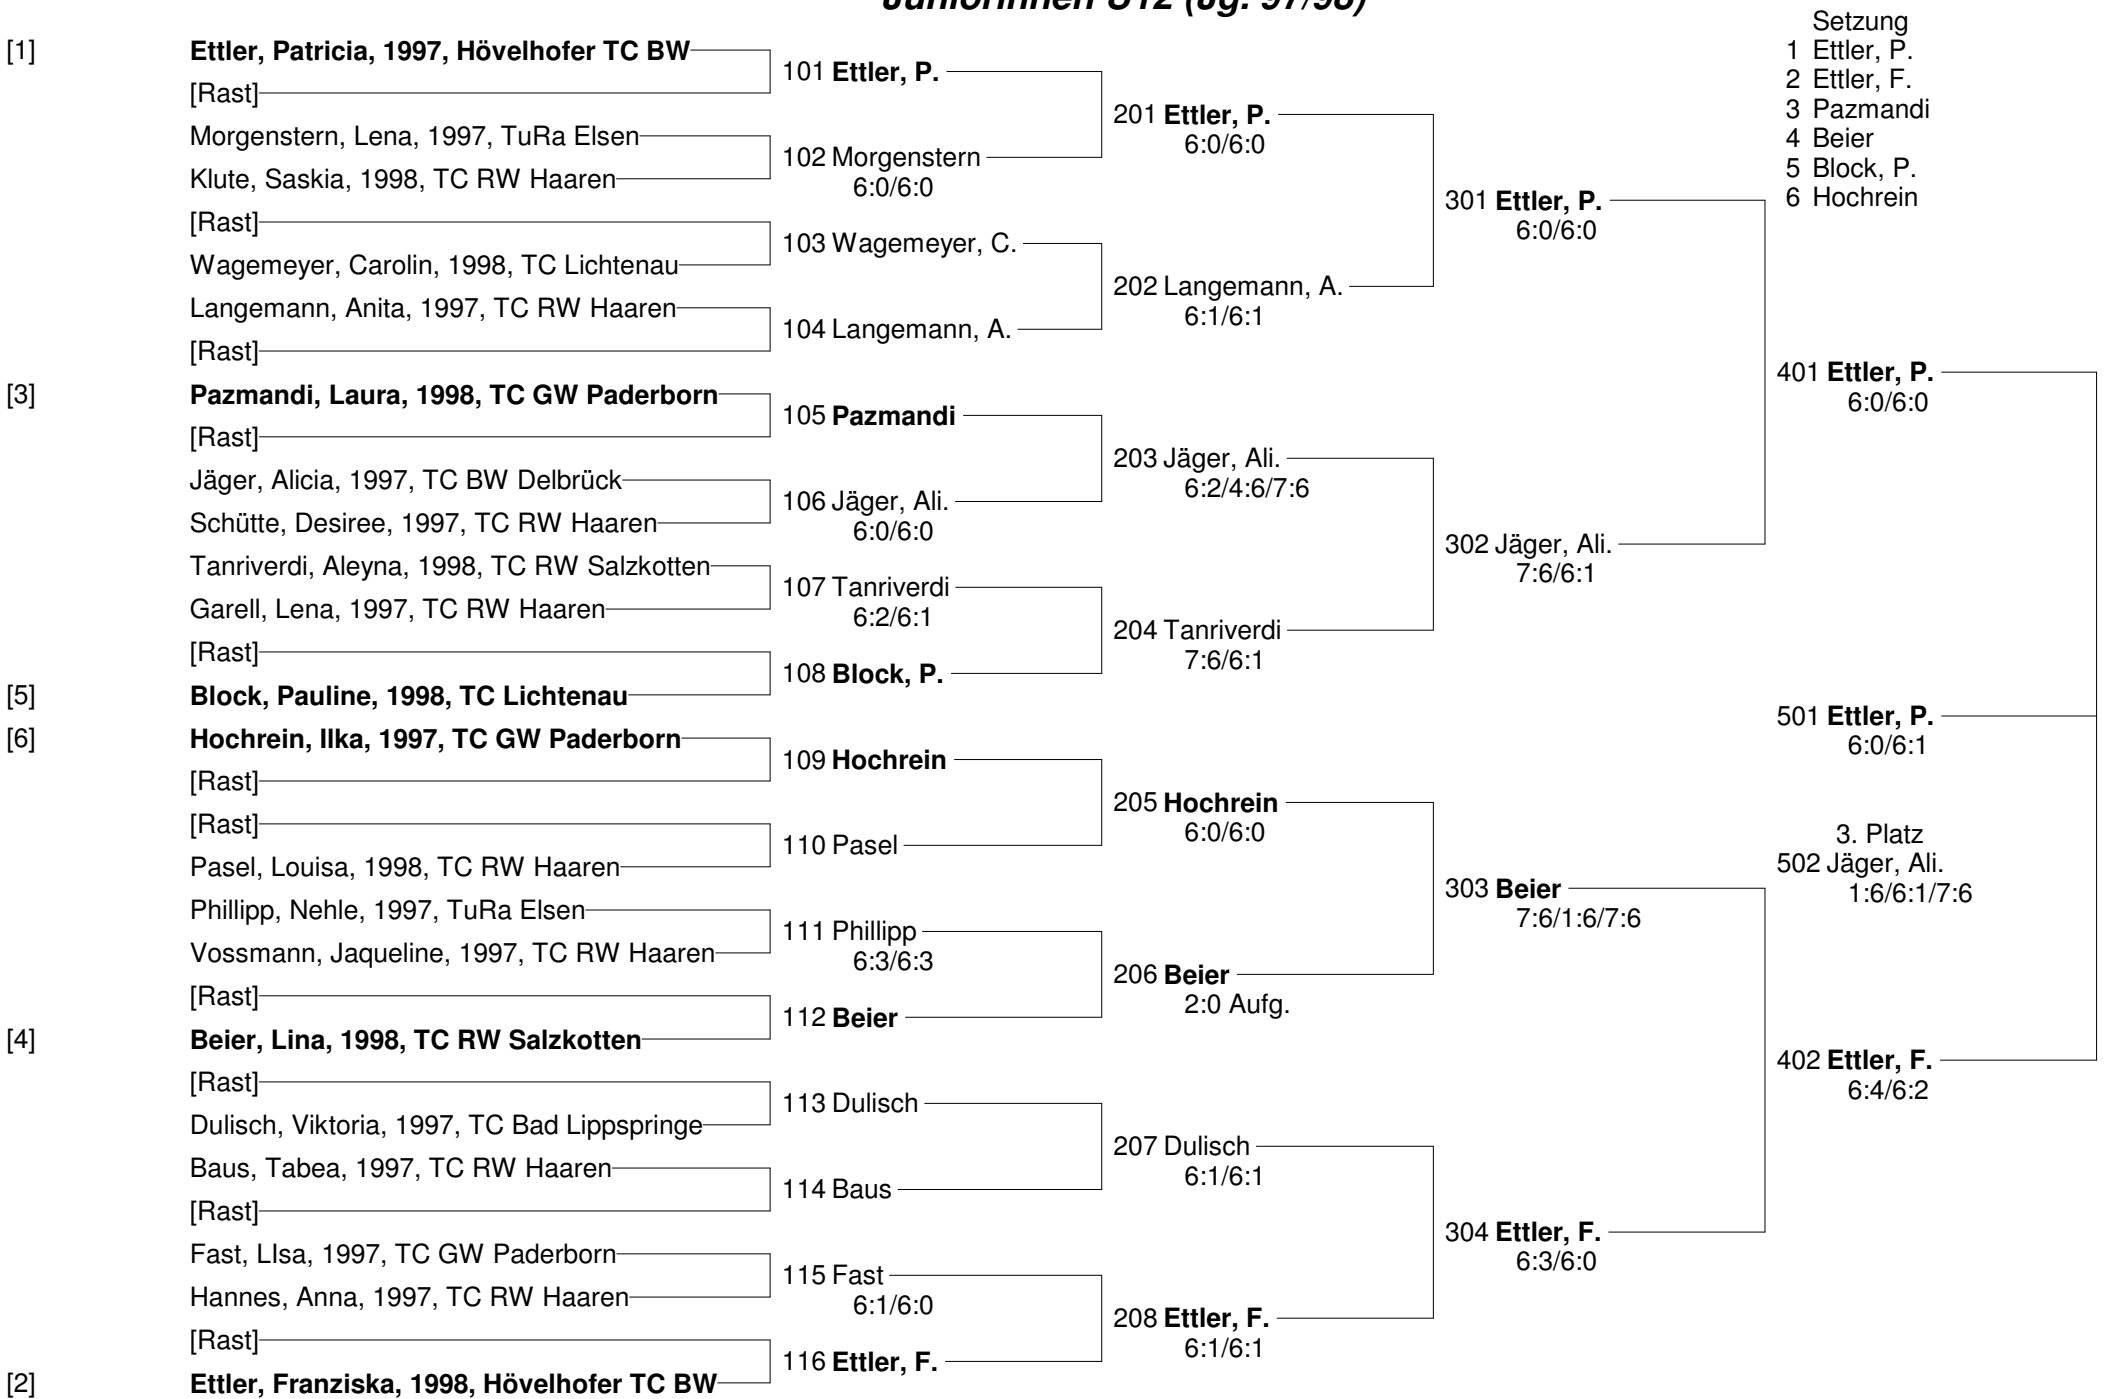 Juniorinnen U12 (Jg. 97/98)
Setzung
1 Ettler, P.
2 Ettler, F.
3 Pazmandi
4 Beier
5 Block, P.
6 Hochrein
[1] Ettler, Patricia, 1997, Hövelhofer TC BW
[Rast]
Morgenstern, Lena, 1997, TuRa Elsen
Klute, Saskia, 1998, TC RW Haaren
[Rast]
Wagemeyer, Carolin, 1998, TC Lichtenau
Langemann, Anita, 1997, TC RW Haaren
[Rast]
[3] Pazmandi, Laura, 1998, TC GW Paderborn
[Rast]
Jäger, Alicia, 1997, TC BW Delbrück
Schütte, Desiree, 1997, TC RW Haaren
Tanriverdi, Aleyna, 1998, TC RW Salzkotten
Garell, Lena, 1997, TC RW Haaren
[Rast]
[5] Block, Pauline, 1998, TC Lichtenau
[6] Hochrein, Ilka, 1997, TC GW Paderborn
[Rast]
[Rast]
Pasel, Louisa, 1998, TC RW Haaren
Phillipp, Nehle, 1997, TuRa Elsen
Vossmann, Jaqueline, 1997, TC RW Haaren
[Rast]
[4] Beier, Lina, 1998, TC RW Salzkotten
[Rast]
Dulisch, Viktoria, 1997, TC Bad Lippspringe
Baus, Tabea, 1997, TC RW Haaren
[Rast]
Fast, LIsa, 1997, TC GW Paderborn
Hannes, Anna, 1997, TC RW Haaren
[Rast]
[2] Ettler, Franziska, 1998, Hövelhofer TC BW
101 Ettler, P.
102 Morgenstern
6:0/6:0
103 Wagemeyer, C.
104 Langemann, A.
105 Pazmandi
106 Jäger, Ali.
6:0/6:0
107 Tanriverdi
6:2/6:1
108 Block, P.
109 Hochrein
110 Pasel
111 Phillipp
6:3/6:3
112 Beier
113 Dulisch
114 Baus
115 Fast
6:1/6:0
116 Ettler, F.
201 Ettler, P.
6:0/6:0
202 Langemann, A.
6:1/6:1
203 Jäger, Ali.
6:2/4:6/7:6
204 Tanriverdi
7:6/6:1
205 Hochrein
6:0/6:0
206 Beier
2:0 Aufg.
207 Dulisch
6:1/6:1
208 Ettler, F.
6:1/6:1
301 Ettler, P.
6:0/6:0
302 Jäger, Ali.
7:6/6:1
303 Beier
7:6/1:6/7:6
304 Ettler, F.
6:3/6:0
401 Ettler, P.
6:0/6:0
501 Ettler, P.
6:0/6:1
3. Platz
502 Jäger, Ali.
1:6/6:1/7:6
402 Ettler, F.
6:4/6:2